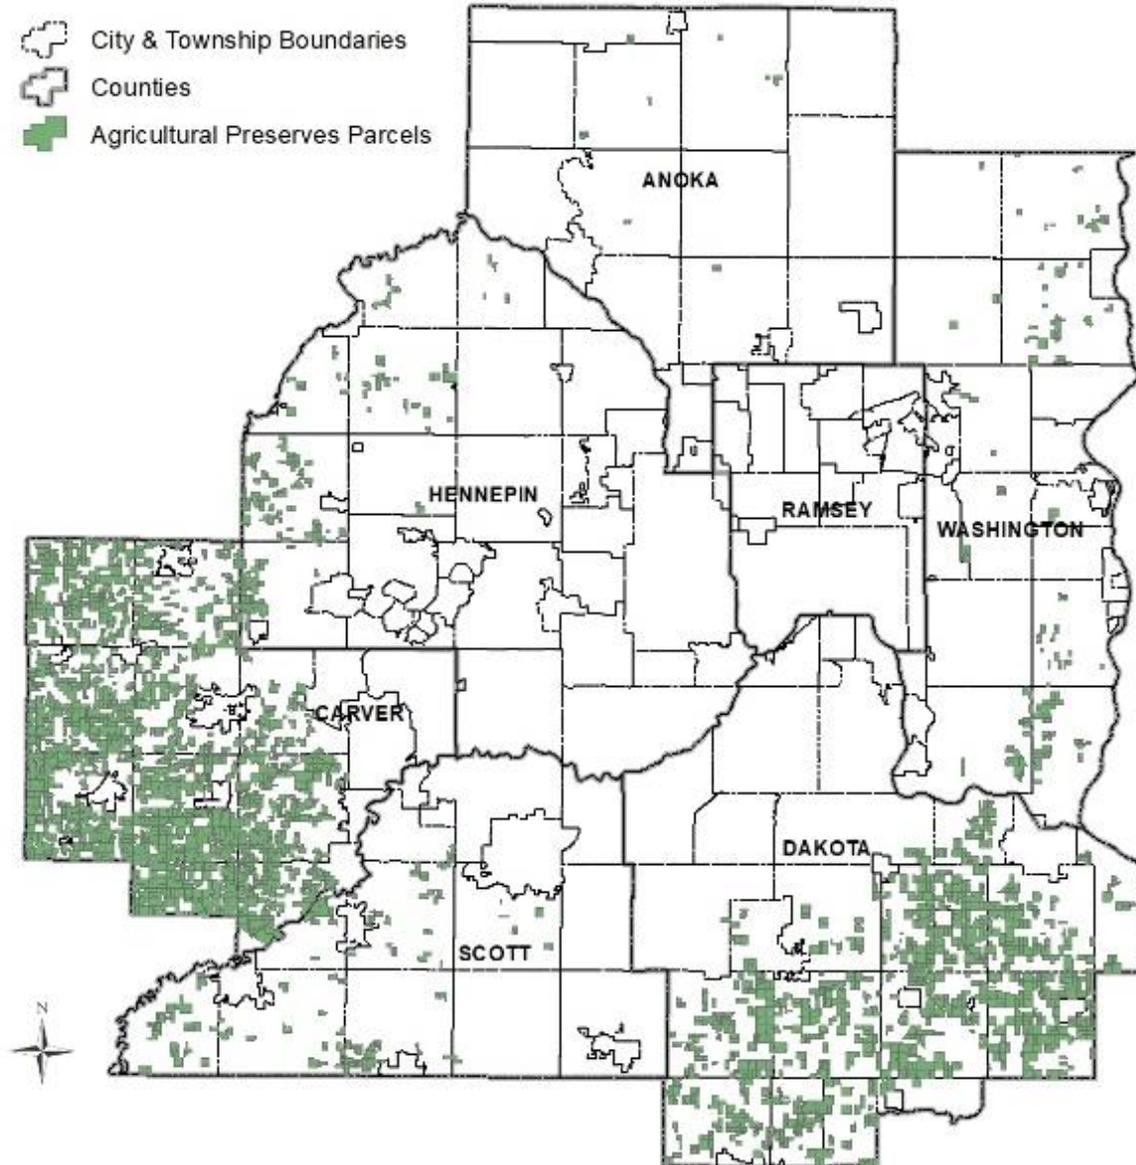 City & Township Boundaries
Counties
Agricultural Preserves Parcels
ANOKA
HENNEPIN
RAMSEY
WASHINGTON
CARVER
DAKOTA
SCOTT
N